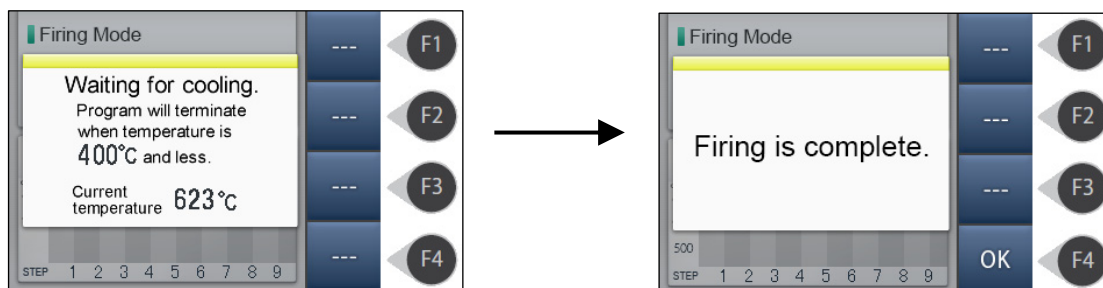 Firing Mode
Waiting for cooling.
Program will terminate
when temperature is
400°C and less.
Current
temperature 623°C
STEP 1 2 3 4 5 6 7 8 9
--- F1
--- F2
--- F3
--- F4
Firing Mode
Firing is complete.
500
STEP 1 2 3 4 5 6 7 8 9
--- F1
--- F2
--- F3
OK F4